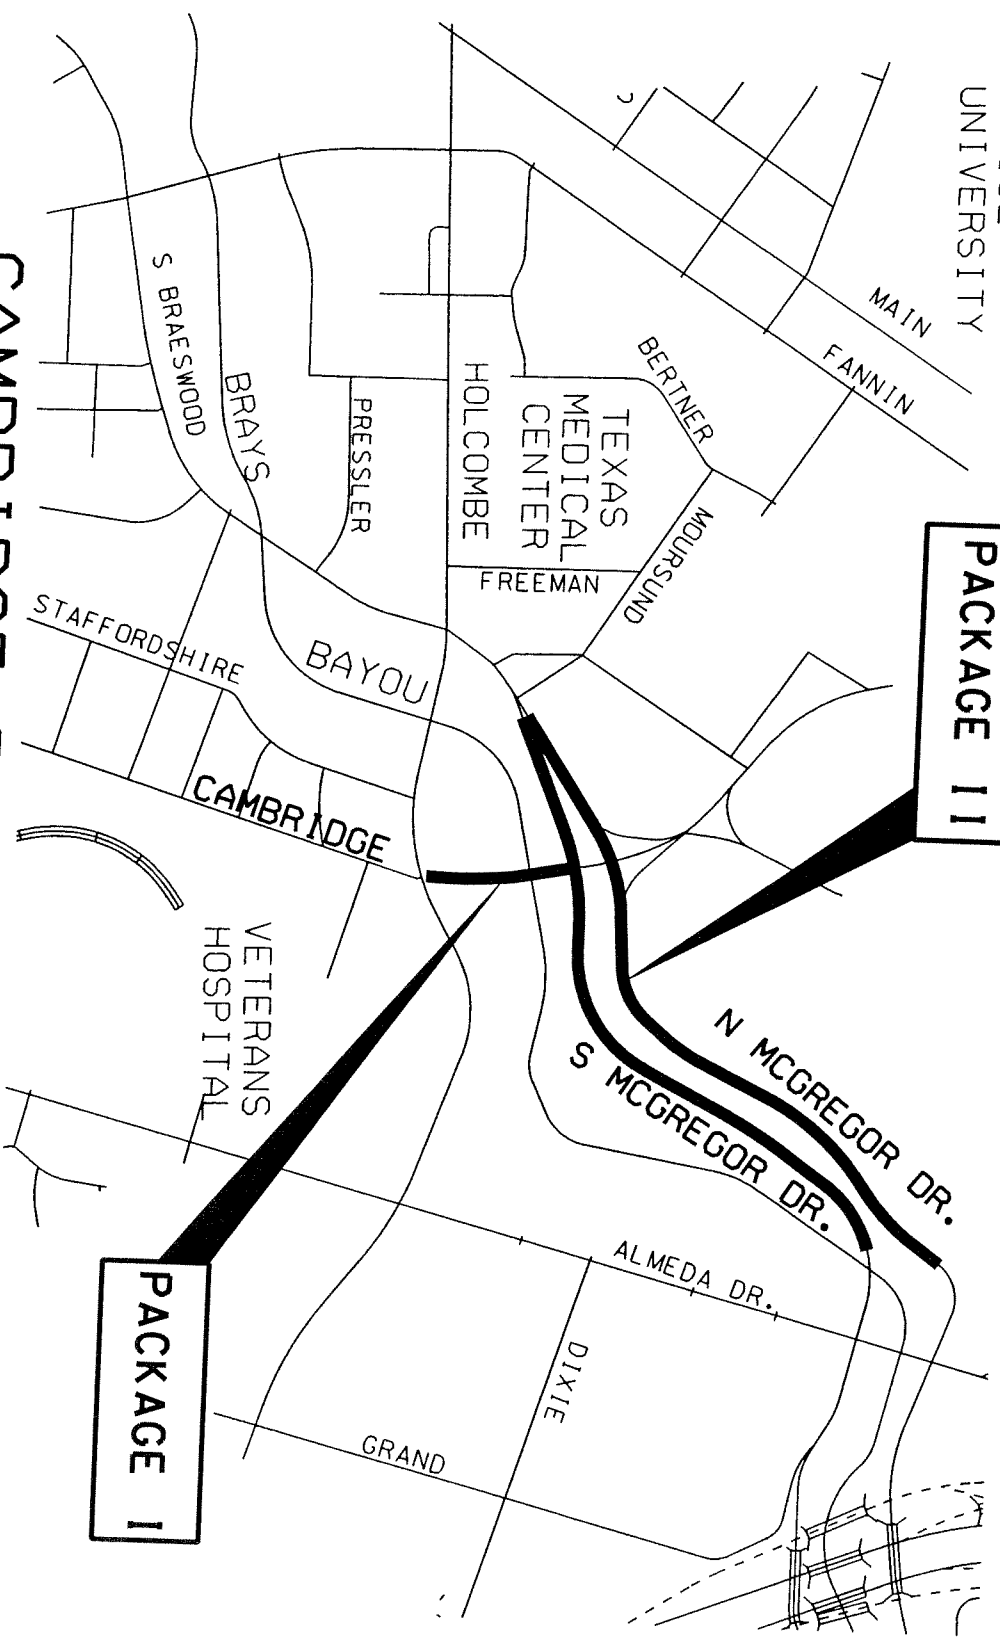 UNIVERSITY
MAIN
FANNIN
BERTNER
S BRAESWOOD
BRAYS
PRESSLER
HOLCOMBE
TEXAS
MEDICAL
CENTER
MOURSUND
FREEMAN
PACKAGE II
STAFFORDSHIRE
BAYOU
CAMBRIDGE
VETERANS
HOSPITAL
N MCGREGOR DR.
S MCGREGOR DR.
ALMEDA DR.
DIXIE
GRAND
PACKAGE I